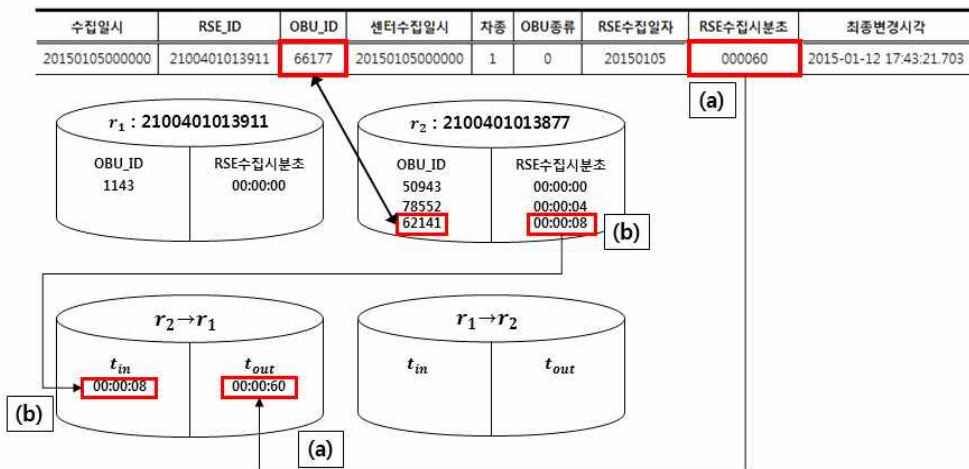 수집일시 RSE_ID OBU_ID 센터수집일시 차종 OBU종류 RSE수집일자 RSE수집시분초 최종변경시각
20150105000000 2100401013911 66177 20150105000000 1 0 20150105 000060 2015-01-12 17:43:21.703
(a)
r₁ : 2100401013911
OBU_ID RSE수집시분초
1143 00:00:00
r₂ : 2100401013877
OBU_ID RSE수집시분초
50943 00:00:00
78552 00:00:04
62141 00:00:08
(b)
r₂→r₁
t_in t_out
00:00:08 00:00:60
(b)
(a)
r₁→r₂
t_in t_out